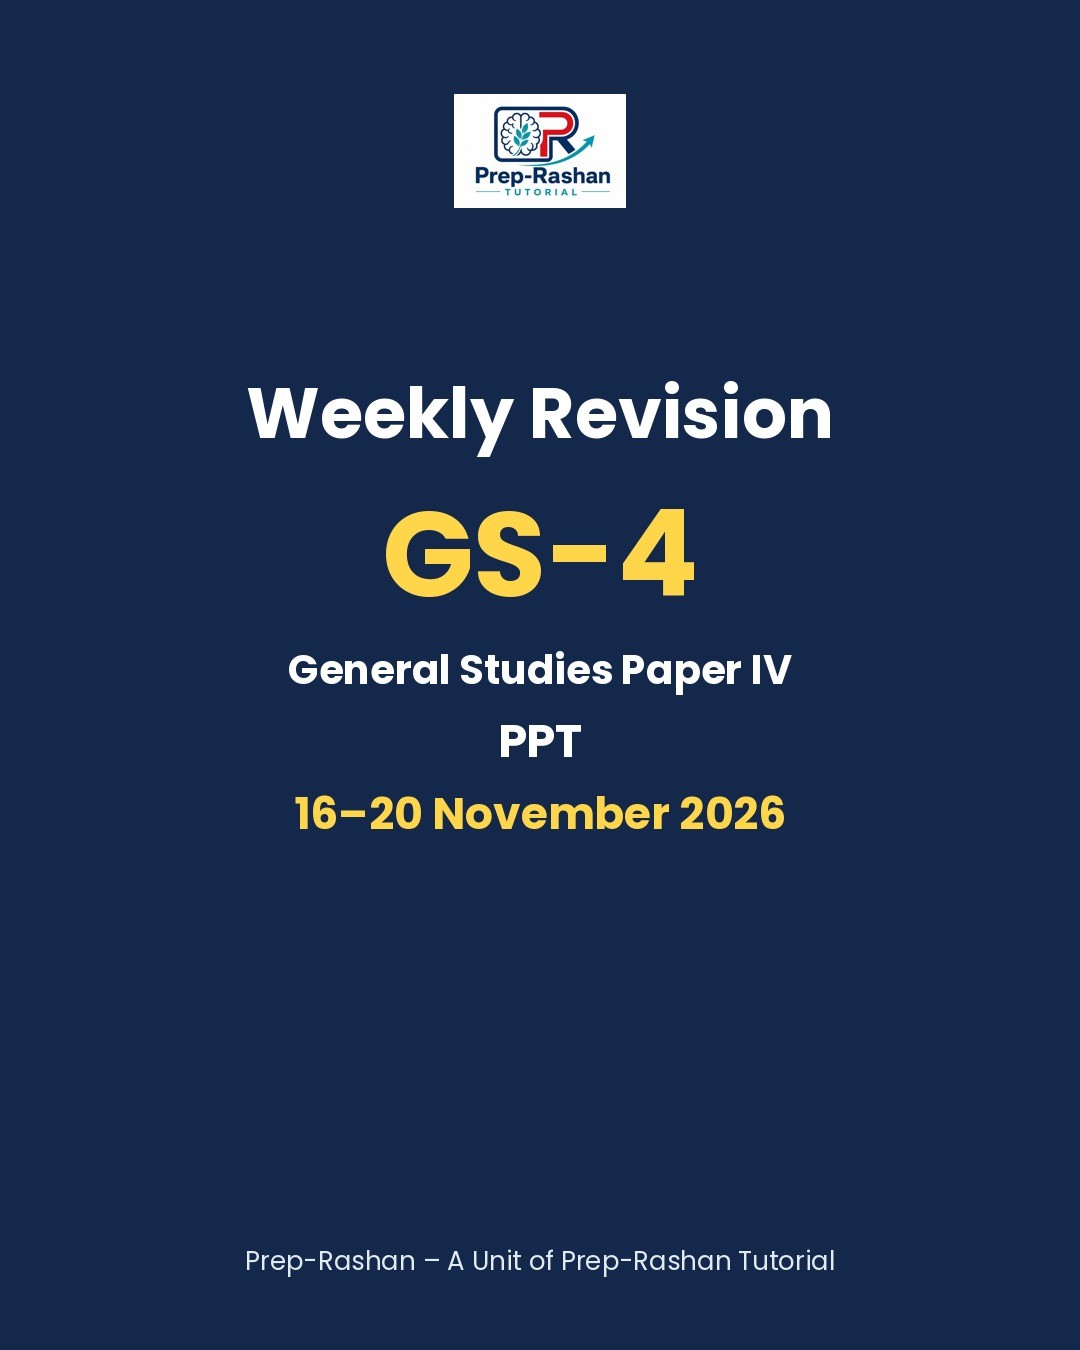 PR
Prep-Rashan
TUTORIAL
Weekly Revision
GS-4
General Studies Paper IV
PPT
16–20 November 2026
Prep-Rashan – A Unit of Prep-Rashan Tutorial